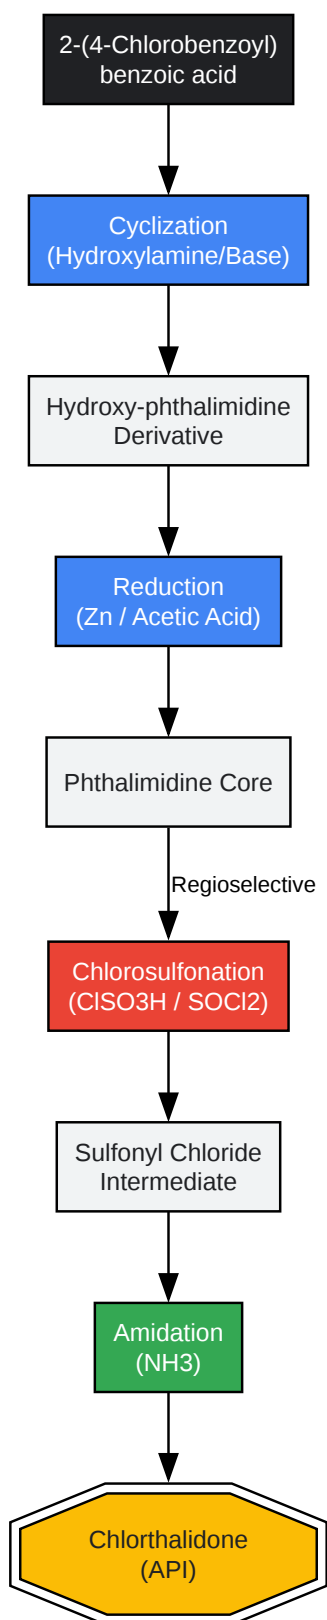 2-(4-Chlorobenzoyl)
benzoic acid
Cyclization
(Hydroxylamine/Base)
Hydroxy-phthalimidine
Derivative
Reduction
(Zn / Acetic Acid)
Phthalimidine Core
Regioselective
Chlorosulfonation
(ClSO3H / SOCl2)
Sulfonyl Chloride
Intermediate
Amidation
(NH3)
Chlorthalidone
(API)